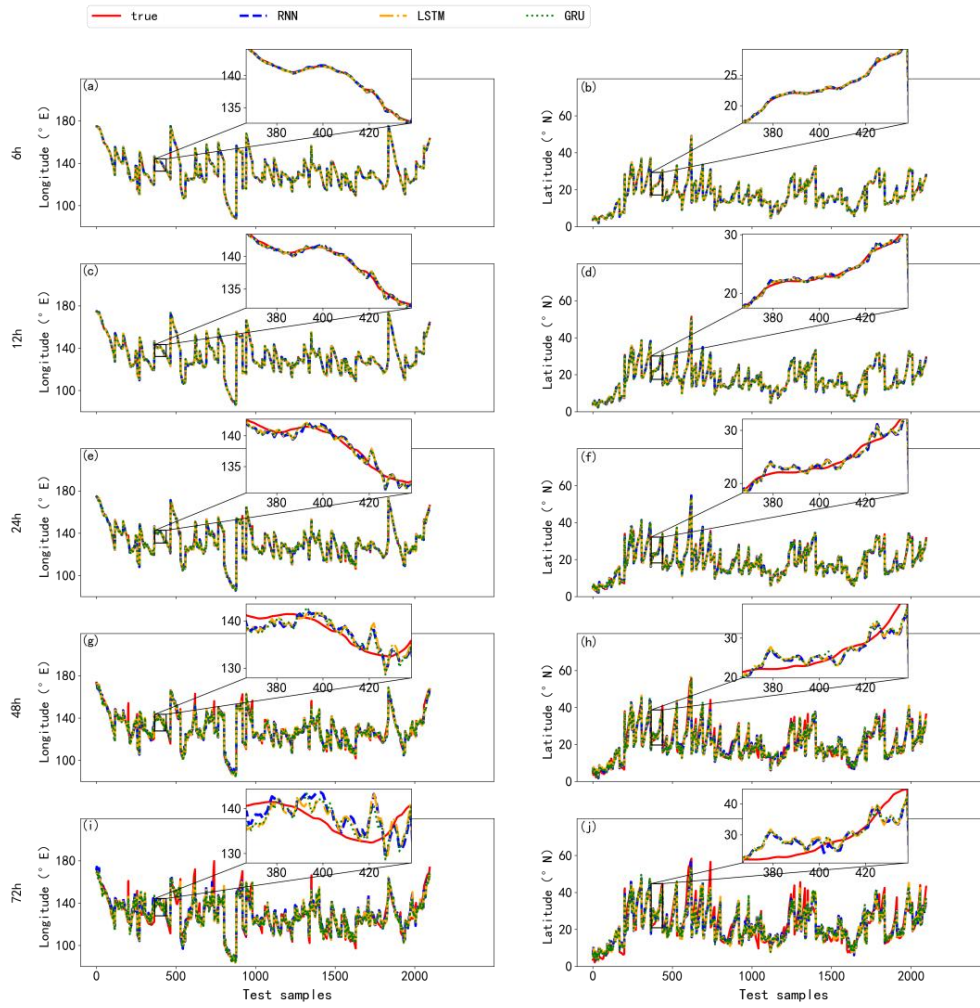 true RNN LSTM GRU
(a) (b)
6h Longitude (° E) 180 140 100
140 135 380 400 420
Latitude (° N) 60 40 20 0
25 20 380 400 420
(c) (d)
12h Longitude (° E) 180 140 100
140 135 380 400 420
Latitude (° N) 60 40 20 0
30 20 380 400 420
(e) (f)
24h Longitude (° E) 180 140 100
140 135 380 400 420
Latitude (° N) 60 40 20 0
30 20 380 400 420
(g) (h)
48h Longitude (° E) 180 140 100
140 130 380 400 420
Latitude (° N) 60 40 20 0
30 20 380 400 420
(i) (j)
72h Longitude (° E) 180 140 100
140 130 380 400 420
Latitude (° N) 60 40 20 0
40 30 380 400 420
0 500 1000 1500 2000 0 500 1000 1500 2000
Test samples Test samples